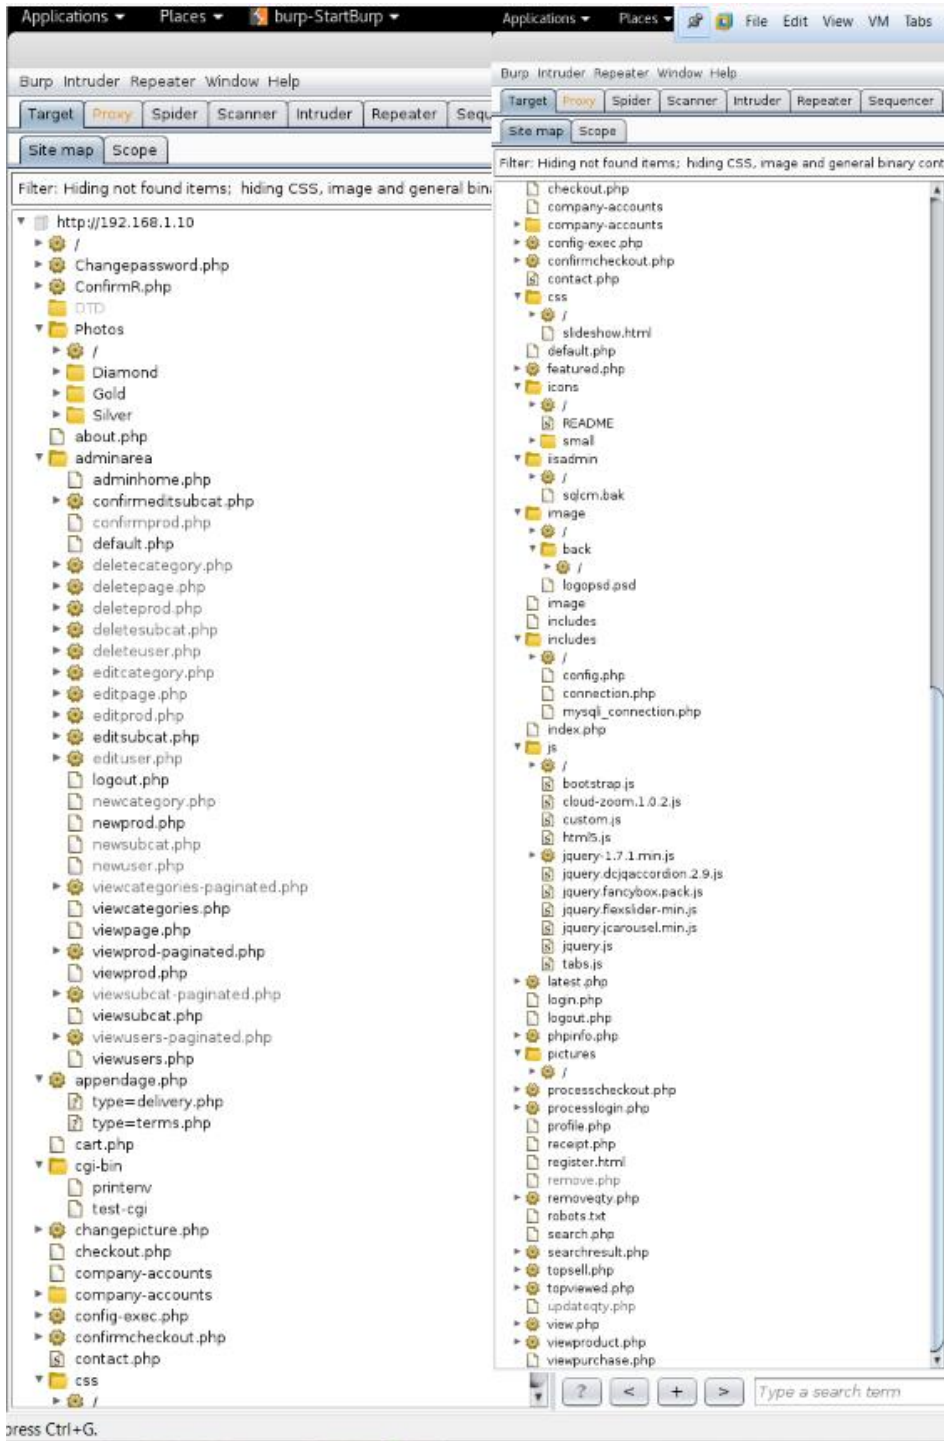 Applications Places burp-StartBurp
Burp Intruder Repeater Window Help
Target Proxy Spider Scanner Intruder Repeater Sequ
Site map Scope
Filter: Hiding not found items; hiding CSS, image and general bina
http://192.168.1.10
/
Changepassword.php
ConfirmR.php
DTD
Photos
/
Diamond
Gold
Silver
about.php
adminarea
adminhome.php
confirmeditsubcat.php
confirmprod.php
default.php
deletecategory.php
deletepage.php
deleteprod.php
deletesubcat.php
deleteuser.php
editcategory.php
editpage.php
editprod.php
editsubcat.php
edituser.php
logout.php
newcategory.php
newprod.php
newsubcat.php
newuser.php
viewcategories-paginated.php
viewcategories.php
viewpage.php
viewprod-paginated.php
viewprod.php
viewsubcat-paginated.php
viewsubcat.php
viewusers-paginated.php
viewusers.php
appendage.php
type=delivery.php
type=terms.php
cart.php
cgi-bin
printenv
test-cgi
changepicture.php
checkout.php
company-accounts
company-accounts
config-exec.php
confirmcheckout.php
contact.php
css
/
press Ctrl+G.
Applications Places File Edit View VM Tabs
Burp Intruder Repeater Window Help
Target Proxy Spider Scanner Intruder Repeater Sequencer
Site map Scope
Filter: Hiding not found items; hiding CSS, image and general binary cont
checkout.php
company-accounts
company-accounts
config-exec.php
confirmcheckout.php
contact.php
css
/
slideshow.html
default.php
featured.php
icons
/
README
small
iisadmin
/
sqlcm.bak
image
/
back
/
logopsd.psd
image
includes
includes
/
config.php
connection.php
mysqli_connection.php
index.php
js
/
bootstrap.js
cloud-zoom.1.0.2.js
custom.js
html5.js
jquery-1.7.1.min.js
jquery.dcjqaccordion.2.9.js
jquery.fancybox.pack.js
jquery.flexslider-min.js
jquery.jcarousel.min.js
jquery.js
tabs.js
latest.php
login.php
logout.php
phpinfo.php
pictures
/
processcheckout.php
processlogin.php
profile.php
receipt.php
register.html
remove.php
removeqty.php
robots.txt
search.php
searchresult.php
topsell.php
topviewed.php
updateqty.php
view.php
viewproduct.php
viewpurchase.php
? < + > Type a search term